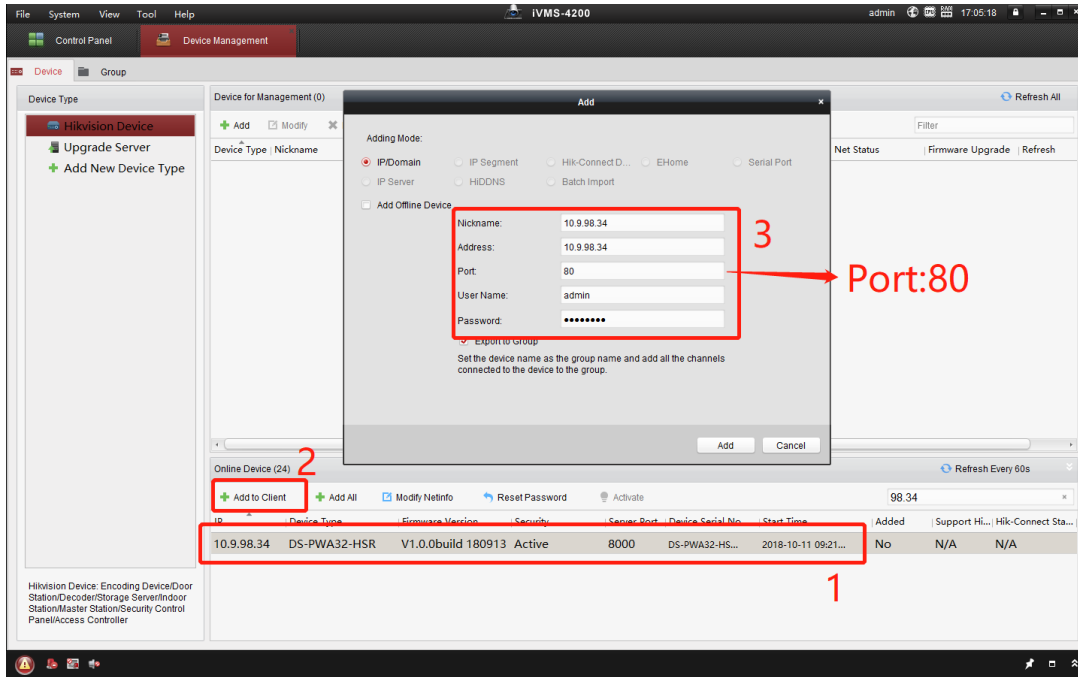 File System View Tool Help iVMS-4200 admin 17:05:18
Control Panel Device Management
Device Group
Device Type
Hikvision Device
Upgrade Server
Add New Device Type
Hikvision Device: Encoding Device/Door
Station/Decoder/Storage Server/Indoor
Station/Master Station/Security Control
Panel/Access Controller
Device for Management (0) Refresh All
Add Modify Filter
Device Type Nickname Net Status Firmware Upgrade Refresh
Add
Adding Mode:
IP/Domain IP Segment Hik-Connect D... EHome Serial Port
IP Server HiDDNS Batch Import
Add Offline Device
Nickname: 10.9.98.34
Address: 10.9.98.34
Port: 80
User Name: admin
Password: ●●●●●●●●
3
Port:80
Export to Group
Set the device name as the group name and add all the channels
connected to the device to the group.
Add Cancel
Online Device (24) Refresh Every 60s
2
Add to Client Add All Modify Netinfo Reset Password Activate 98.34
IP Device Type Firmware Version Security Server Port Device Serial No. Start Time Added Support Hi... Hik-Connect Sta...
10.9.98.34 DS-PWA32-HSR V1.0.0build 180913 Active 8000 DS-PWA32-HS... 2018-10-11 09:21... No N/A N/A
1